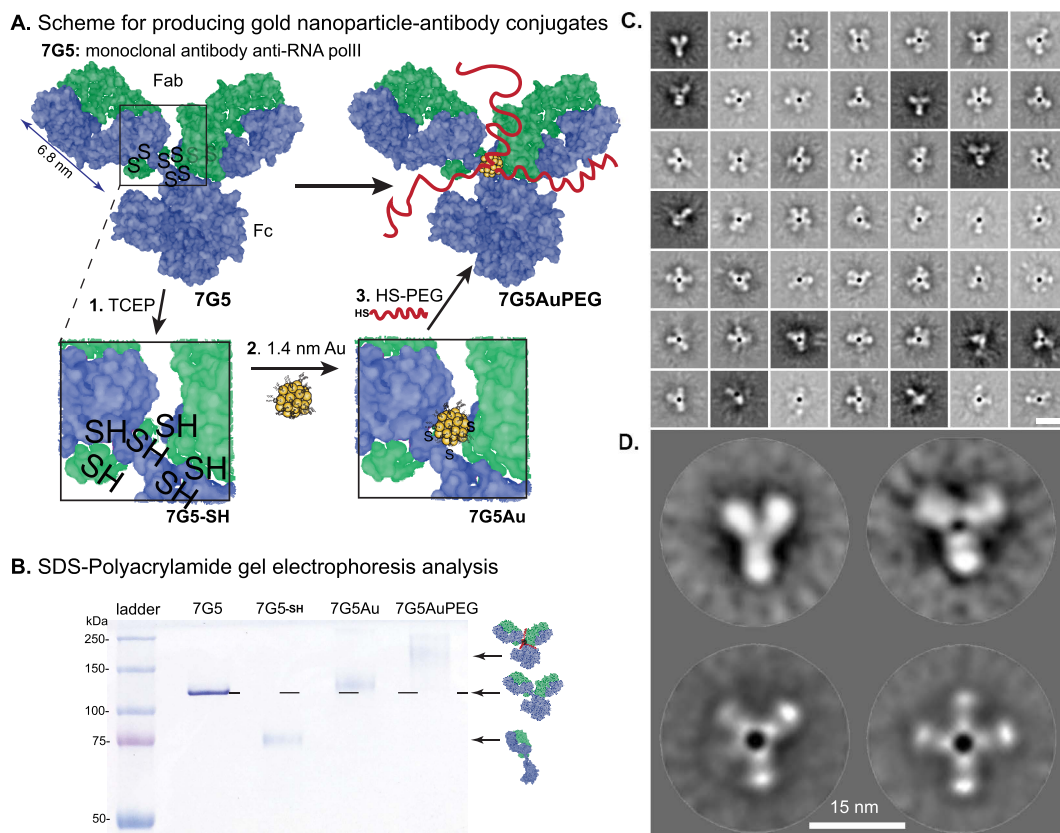 A. Scheme for producing gold nanoparticle-antibody conjugates
7G5: monoclonal antibody anti-RNA polII
Fab
6.8 nm
S
S
S
S
S
S
Fc
7G5
7G5AuPEG
1. TCEP
3. HS-PEG
HS
2. 1.4 nm Au
SH
SH
SH
SH
SH
SH
7G5-SH
S
S
S
7G5Au
B. SDS-Polyacrylamide gel electrophoresis analysis
ladder 7G5 7G5-SH 7G5Au 7G5AuPEG
kDa
250-
150-
100-
75-
50-
C.
D.
15 nm